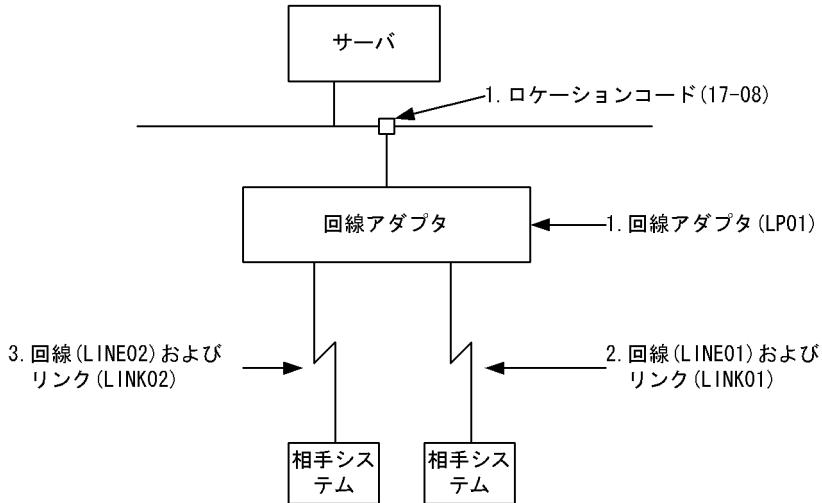 サーバ
1.ロケーションコード(17-08)
回線アダプタ
1.回線アダプタ(LP01)
3.回線(LINE02)および
リンク(LINK02)
2.回線(LINE01)および
リンク(LINK01)
相手シス
テム
相手シス
テム